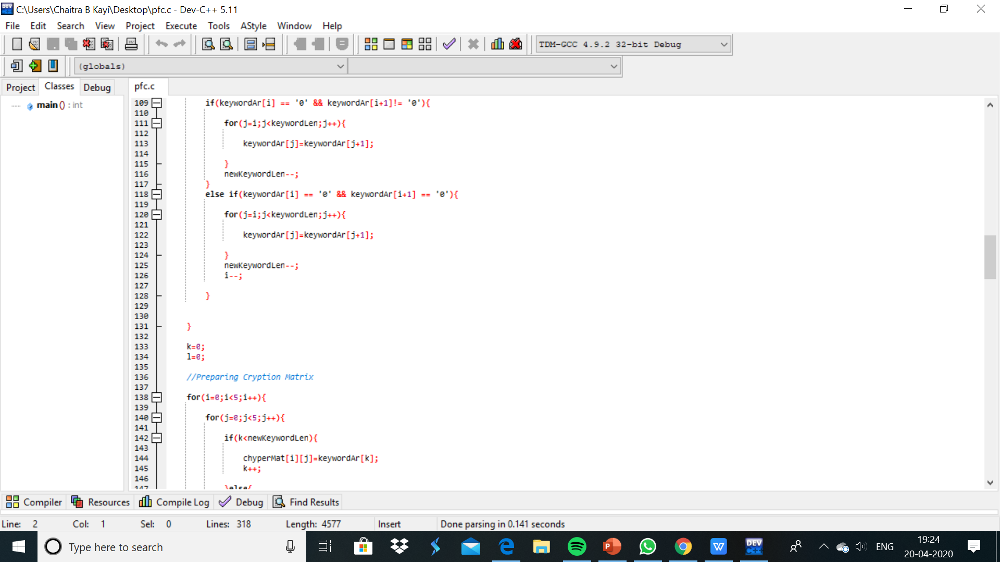 C:\Users\Chaitra B Kayi\Desktop\pfc.c - Dev-C++ 5.11
File Edit Search View Project Execute Tools AStyle Window Help
TDM-GCC 4.9.2 32-bit Debug
(globals)
Project Classes Debug pfc.c
main () : int
109 if(keywordAr[i] == '0' && keywordAr[i+1]!= '0'){
110
111 for(j=i;j<keywordLen;j++){
112
113 keywordAr[j]=keywordAr[j+1];
114
115 }
116 newKeywordLen--;
117 }
118 else if(keywordAr[i] == '0' && keywordAr[i+1] == '0'){
119
120 for(j=i;j<keywordLen;j++){
121
122 keywordAr[j]=keywordAr[j+1];
123
124 }
125 newKeywordLen--;
126 i--;
127
128 }
129
130
131 }
132
133 k=0;
134 l=0;
135
136 //Preparing Cryption Matrix
137
138 for(i=0;i<5;i++){
139
140 for(j=0;j<5;j++){
141
142 if(k<newKeywordLen){
143
144 chyperMat[i][j]=keywordAr[k];
145 k++;
146
147 }else{
Compiler Resources Compile Log Debug Find Results
Line: 2 Col: 1 Sel: 0 Lines: 318 Length: 4577 Insert Done parsing in 0.141 seconds
Type here to search
DEV C++
ENG
19:24
20-04-2020